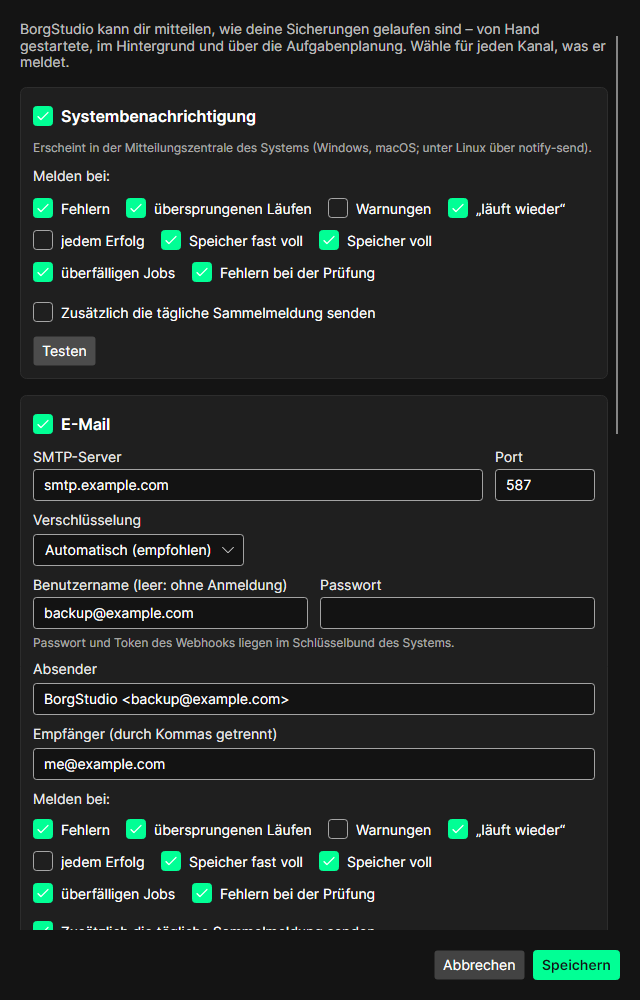 BorgStudio kann dir mitteilen, wie deine Sicherungen gelaufen sind – von Hand
gestartete, im Hintergrund und über die Aufgabenplanung. Wähle für jeden Kanal, was er
meldet.
Systembenachrichtigung
Erscheint in der Mitteilungszentrale des Systems (Windows, macOS; unter Linux über notify-send).
Melden bei:
Fehlern übersprungenen Läufen Warnungen „läuft wieder“
jedem Erfolg Speicher fast voll Speicher voll
überfälligen Jobs Fehlern bei der Prüfung
Zusätzlich die tägliche Sammelmeldung senden
Testen
E-Mail
SMTP-Server Port
smtp.example.com 587
Verschlüsselung
Automatisch (empfohlen)
Benutzername (leer: ohne Anmeldung) Passwort
backup@example.com
Passwort und Token des Webhooks liegen im Schlüsselbund des Systems.
Absender
BorgStudio <backup@example.com>
Empfänger (durch Kommas getrennt)
me@example.com
Melden bei:
Fehlern übersprungenen Läufen Warnungen „läuft wieder“
jedem Erfolg Speicher fast voll Speicher voll
überfälligen Jobs Fehlern bei der Prüfung
Zusätzlich die tägliche Sammelmeldung senden
Abbrechen Speichern